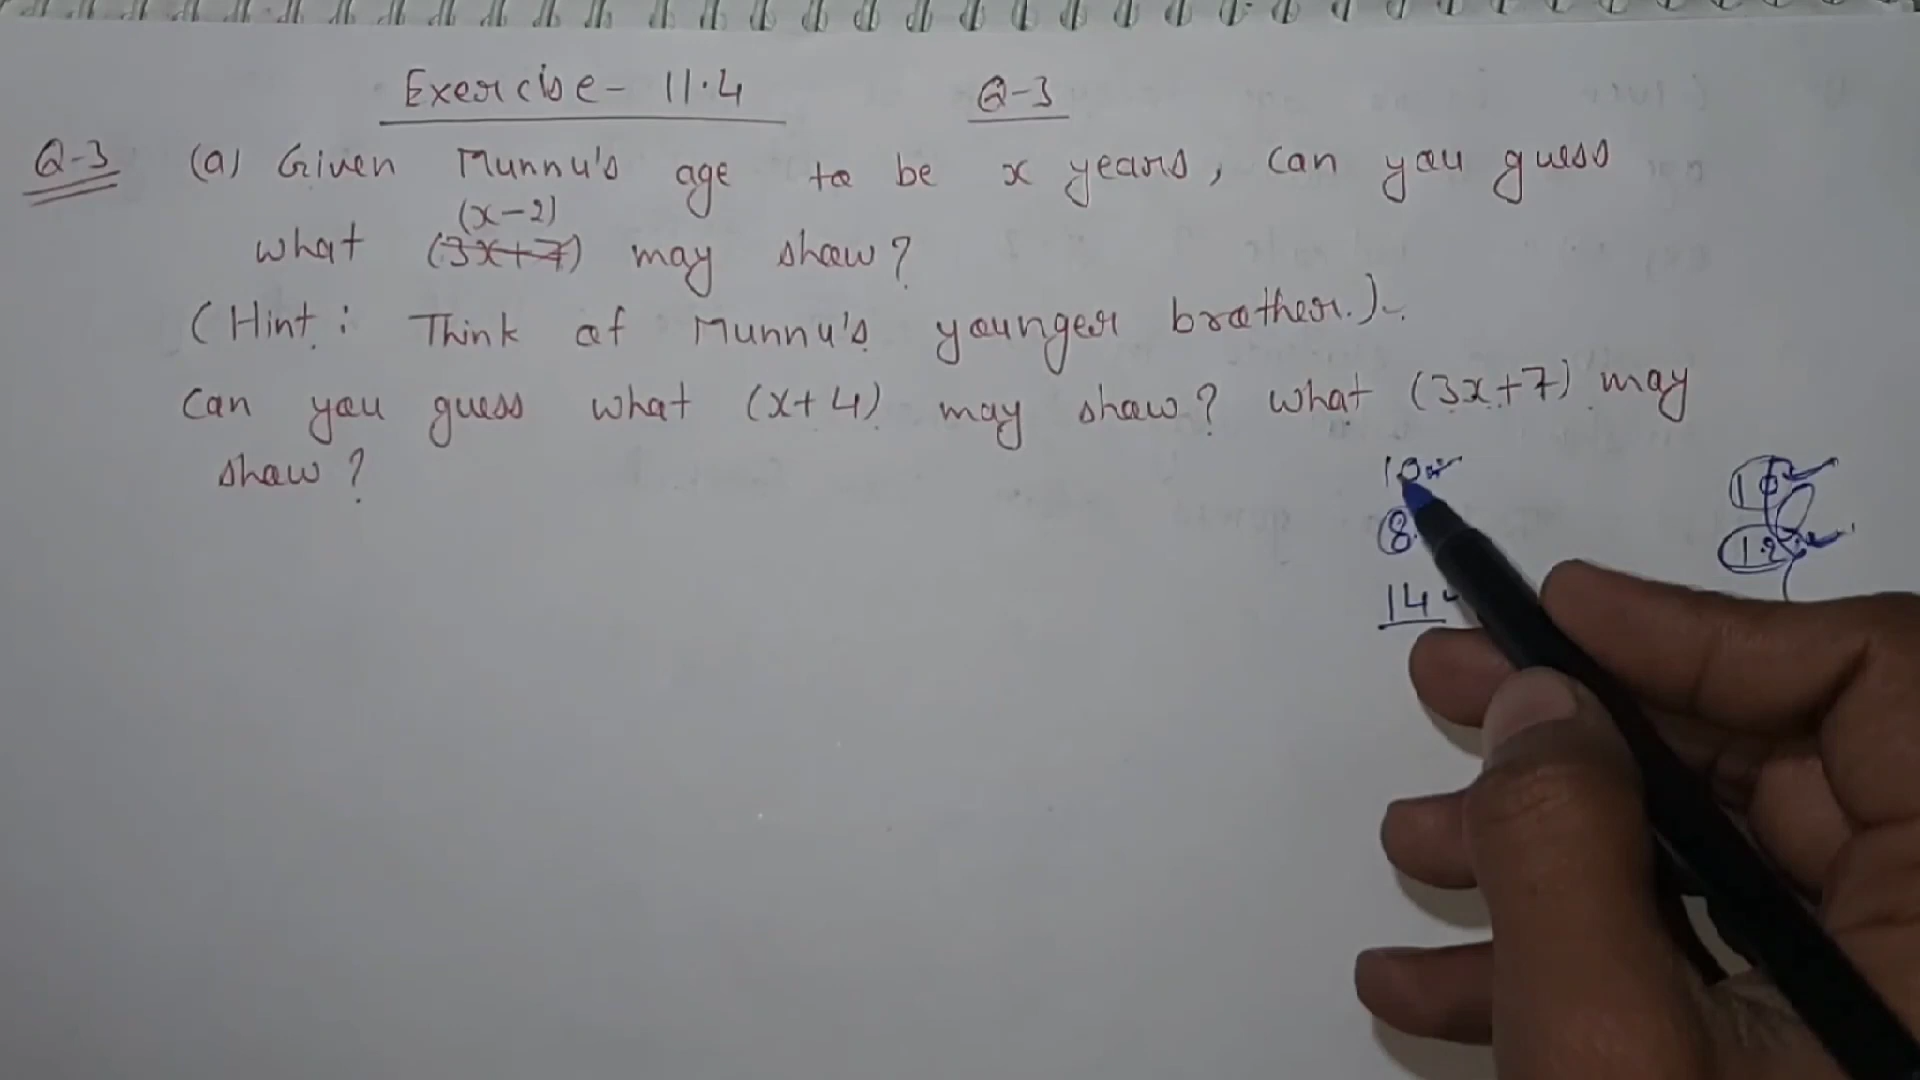 Exercise - 11.4 Q-3
Q-3 (a) Given Munnu's age to be x years, can you guess
(x-2)
what (3x+7) may show?
(Hint: Think of Munnu's younger brother.).
Can you guess what (x+4) may show? what (3x+7) may
show?
10 10
8 12
14